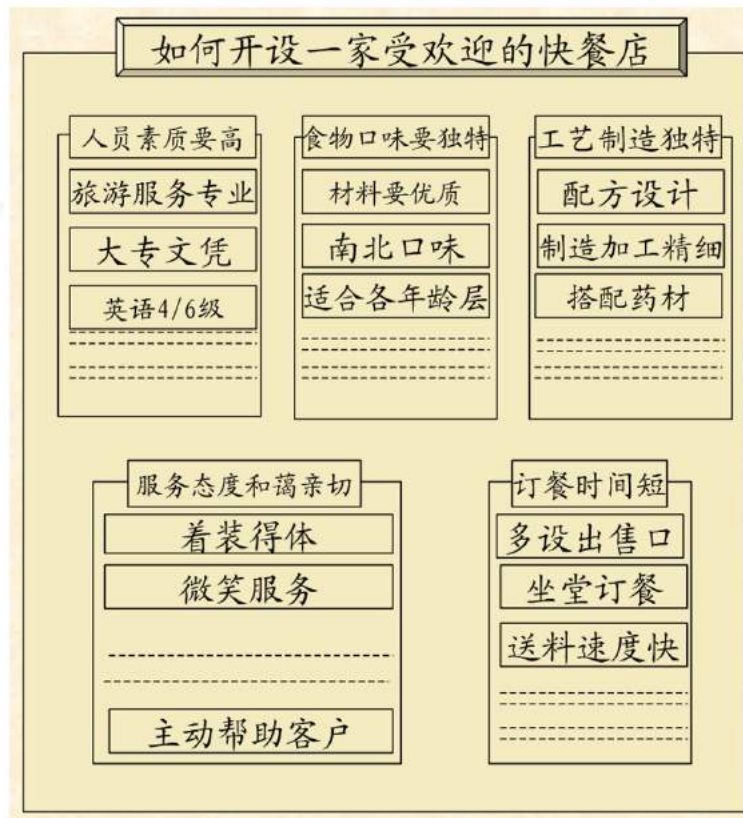 如何开设一家受欢迎的快餐店
人员素质要高
旅游服务专业
大专文凭
英语4/6级
食物口味要独特
材料要优质
南北口味
适合各年龄层
工艺制造独特
配方设计
制造加工精细
搭配药材
服务态度和蔼亲切
着装得体
微笑服务
主动帮助客户
订餐时间短
多设出售口
坐堂订餐
送料速度快